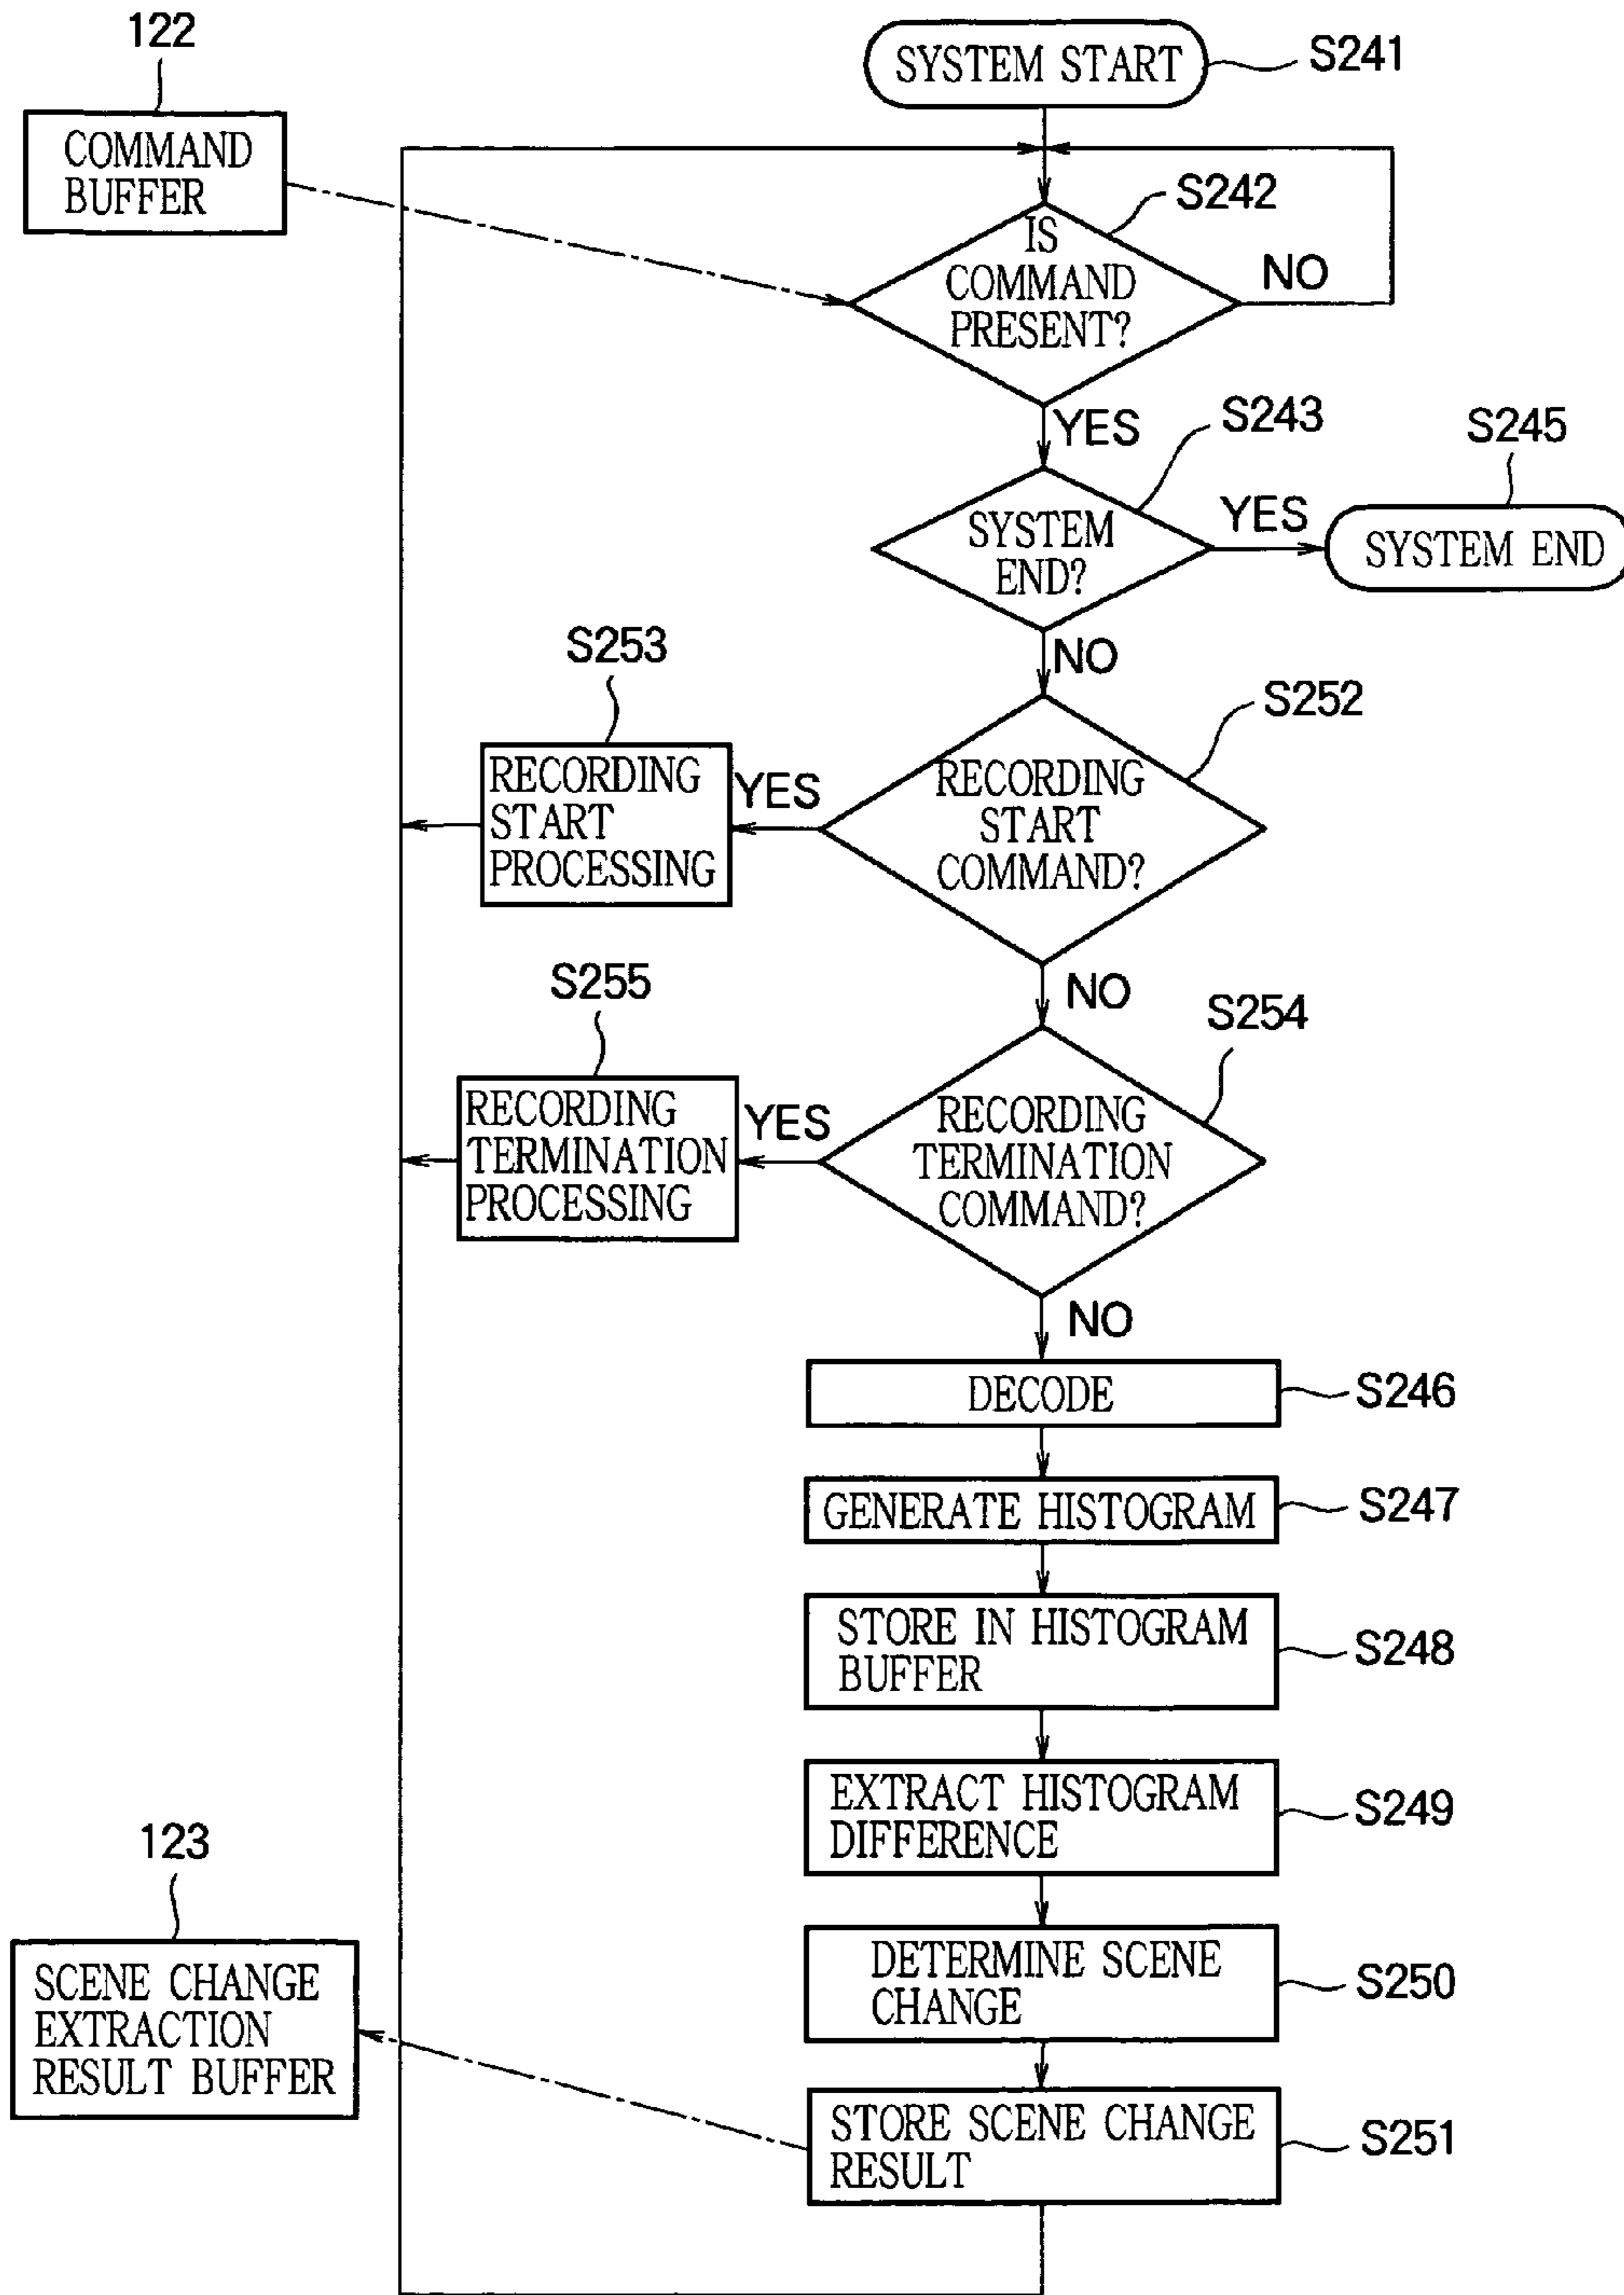 122
SYSTEM START
S241
COMMAND
BUFFER
S242
IS
COMMAND
PRESENT?
NO
YES
S243
S245
SYSTEM
END?
YES
SYSTEM END
NO
S253
S252
RECORDING
START
PROCESSING
YES
RECORDING
START
COMMAND?
NO
S255
S254
RECORDING
TERMINATION
PROCESSING
YES
RECORDING
TERMINATION
COMMAND?
NO
DECODE
S246
GENERATE HISTOGRAM
S247
STORE IN HISTOGRAM
BUFFER
S248
EXTRACT HISTOGRAM
DIFFERENCE
S249
123
SCENE CHANGE
EXTRACTION
RESULT BUFFER
DETERMINE SCENE
CHANGE
S250
STORE SCENE CHANGE
RESULT
S251